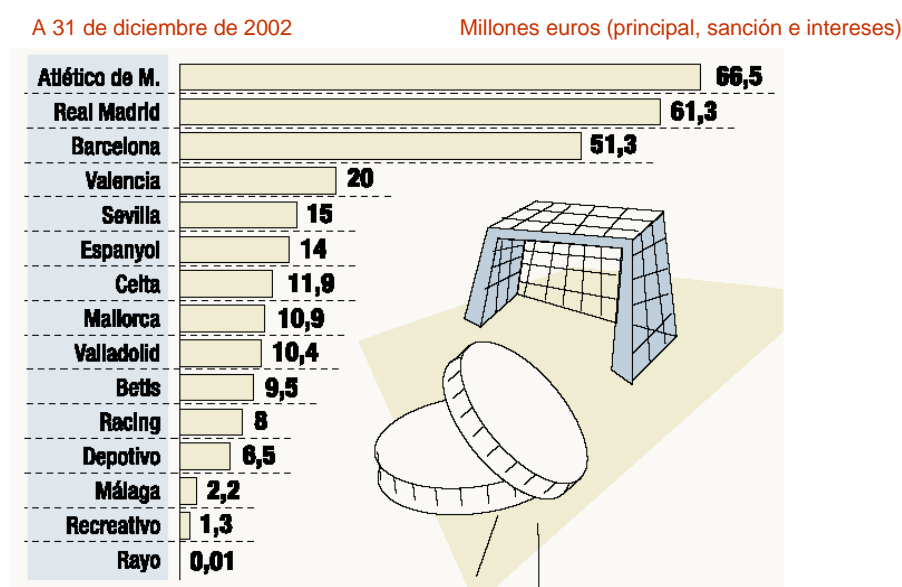 A 31 de diciembre de 2002 Millones euros (principal, sanción e intereses)
Atlético de M. 66,5
Real Madrid 61,3
Barcelona 51,3
Valencia 20
Sevilla 15
Espanyol 14
Celta 11,9
Mallorca 10,9
Valladolid 10,4
Betis 9,5
Racing 8
Depotivo 6,5
Málaga 2,2
Recreativo 1,3
Rayo 0,01